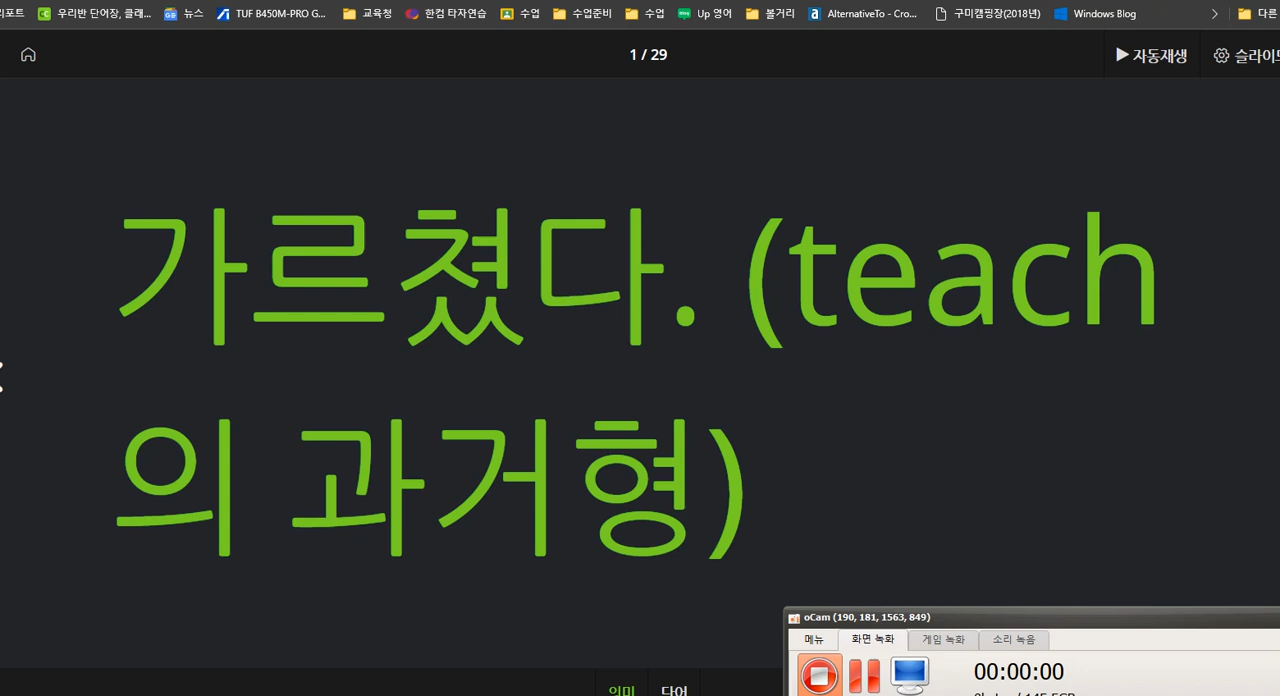 우리반 단어장, 클래... 뉴스 TUF B450M-PRO G... 교육청 한컴 타자연습 수업 수업준비 수업 Up 영어 볼거리 AlternativeTo - Cro... 구미캠핑장(2018년) Windows Blog 다른
1 / 29 자동재생 슬라이드
가르쳤다. (teach
의 과거형)
oCam (190, 181, 1563, 849)
메뉴 화면 녹화 게임 녹화 소리 녹음
00:00:00
의미 단어